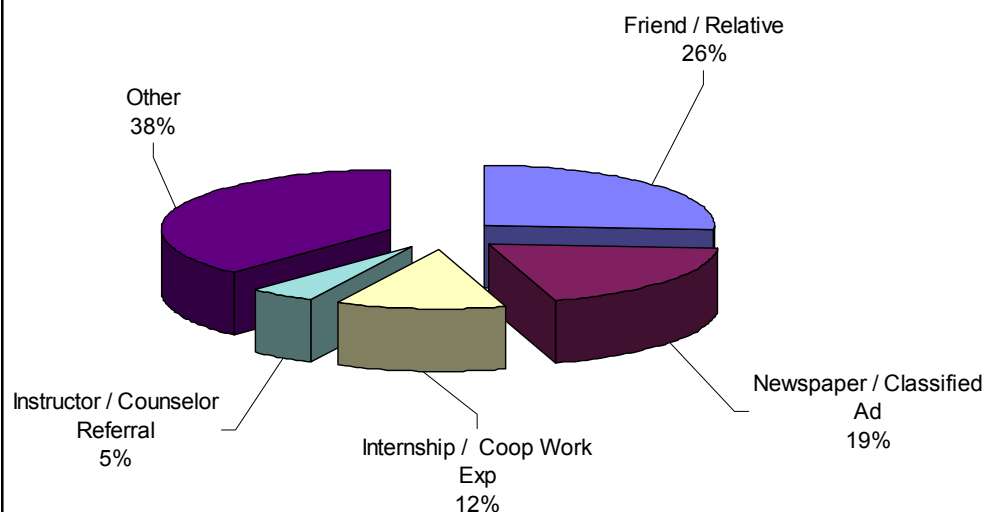 Friend / Relative
26%
Other
38%
Newspaper / Classified
Ad
19%
Instructor / Counselor
Referral
5%
Internship / Coop Work
Exp
12%